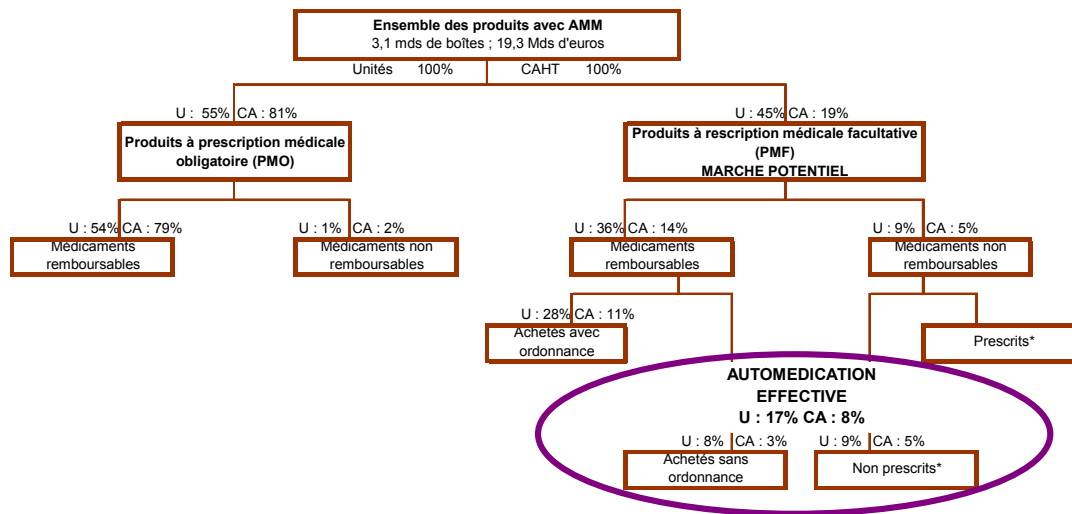 Ensemble des produits avec AMM
3,1 mds de boîtes ; 19,3 Mds d'euros
Unités 100% CAHT 100%
U : 55% CA : 81%
Produits à prescription médicale
obligatoire (PMO)
U : 45% CA : 19%
Produits à rescription médicale facultative
(PMF)
MARCHE POTENTIEL
U : 54% CA : 79%
Médicaments
remboursables
U : 1% CA : 2%
Médicaments non
remboursables
U : 36% CA : 14%
Médicaments
remboursables
U : 9% CA : 5%
Médicaments non
remboursables
U : 28% CA : 11%
Achetés avec
ordonnance
Prescrits*
AUTOMEDICATION
EFFECTIVE
U : 17% CA : 8%
U : 8% CA : 3%
Achetés sans
ordonnance
U : 9% CA : 5%
Non prescrits*